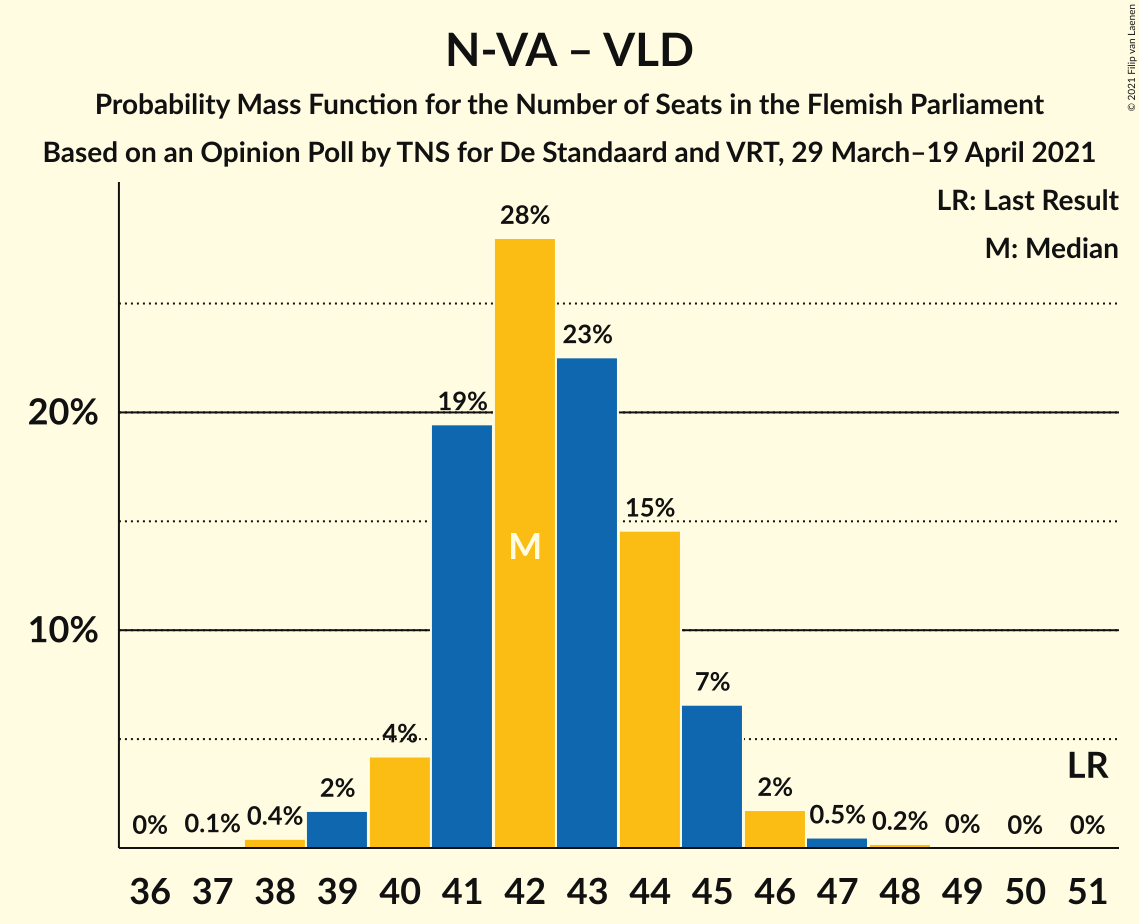 N-VA – VLD
Probability Mass Function for the Number of Seats in the Flemish Parliament
Based on an Opinion Poll by TNS for De Standaard and VRT, 29 March–19 April 2021
© 2021 Filip van Laenen
LR: Last Result
M: Median
20%
10%
0% 0.1% 0.4% 2% 4% 19% 28% 23% 15% 7% 2% 0.5% 0.2% 0% 0% 0%
M
LR
36 37 38 39 40 41 42 43 44 45 46 47 48 49 50 51